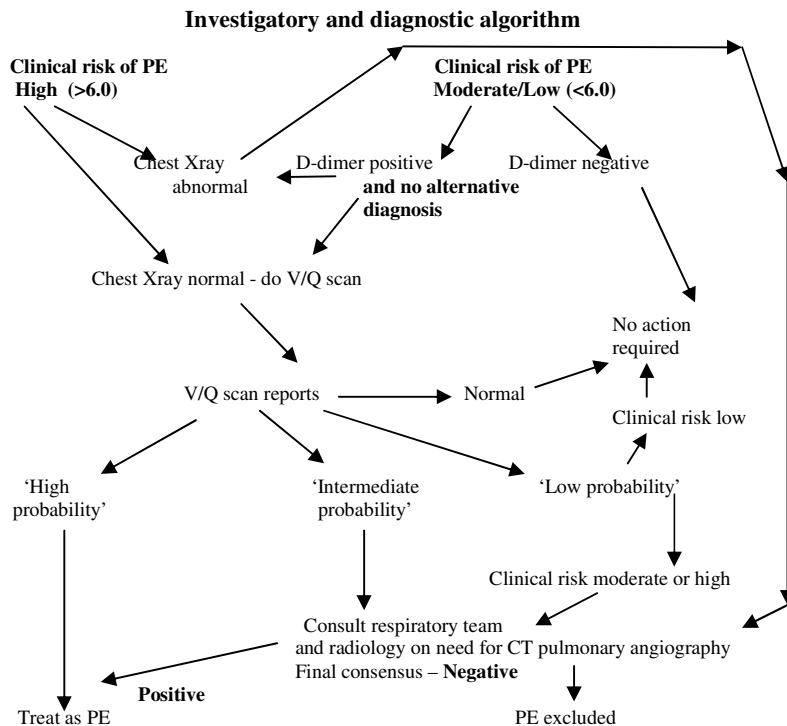 Investigatory and diagnostic algorithm
Clinical risk of PE
High  (>6.0)
Clinical risk of PE
Moderate/Low (<6.0)
Chest Xray
abnormal
D-dimer positive
and no alternative
diagnosis
D-dimer negative
Chest Xray normal - do V/Q scan
No action
required
V/Q scan reports
Normal
Clinical risk low
‘High
probability’
‘Intermediate
probability’
‘Low probability’
Clinical risk moderate or high
Consult respiratory team
and radiology on need for CT pulmonary angiography
Final consensus – Negative
Positive
Treat as PE
PE excluded